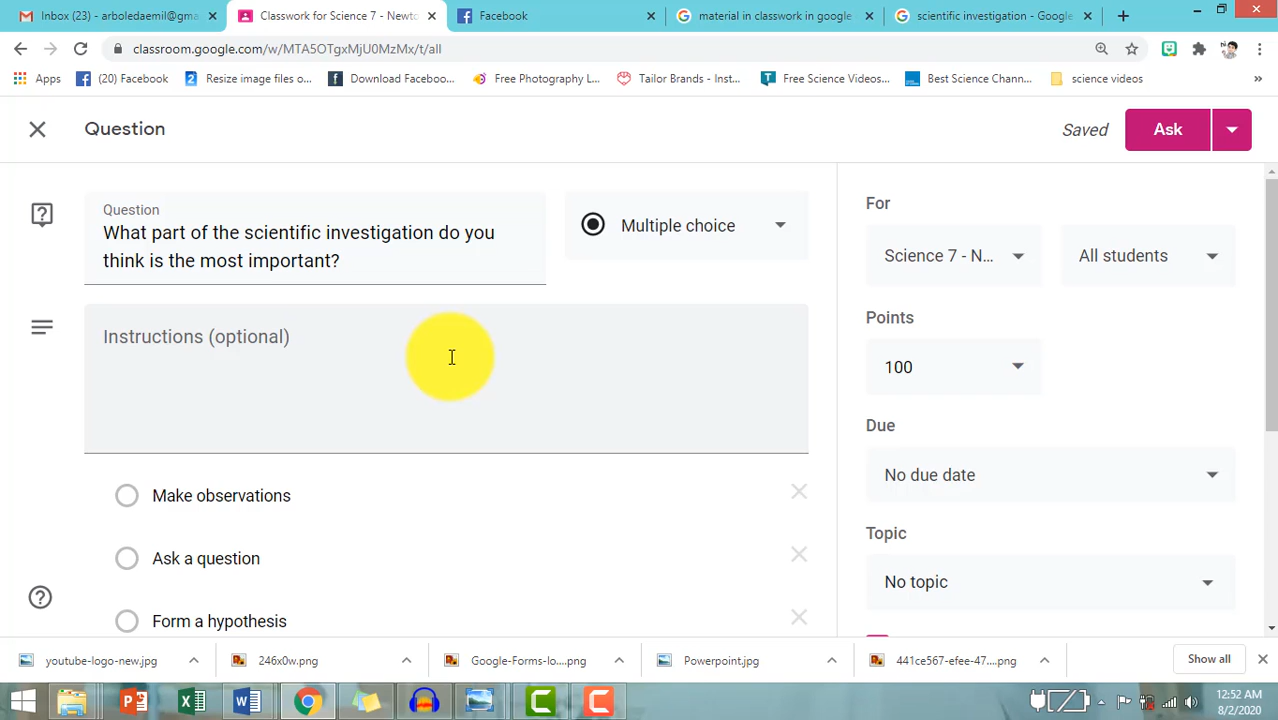 Inbox (23) - arboledaemil@gma
Classwork for Science 7 - Newto
Facebook
material in classwork in google
scientific investigation - Google
classroom.google.com/w/MTA5OTgxMjU0MzMx/t/all
Apps
(20) Facebook
Resize image files o...
Download Faceboo...
Free Photography L...
Tailor Brands - Inst...
Free Science Videos...
Best Science Chann...
science videos
Question
Saved
Ask
Question
What part of the scientific investigation do you
think is the most important?
Multiple choice
Instructions (optional)
Make observations
Ask a question
Form a hypothesis
For
Science 7 - N...
All students
Points
100
Due
No due date
Topic
No topic
youtube-logo-new.jpg
246x0w.png
Google-Forms-lo....png
Powerpoint.jpg
441ce567-efee-47....png
Show all
12:52 AM
8/2/2020